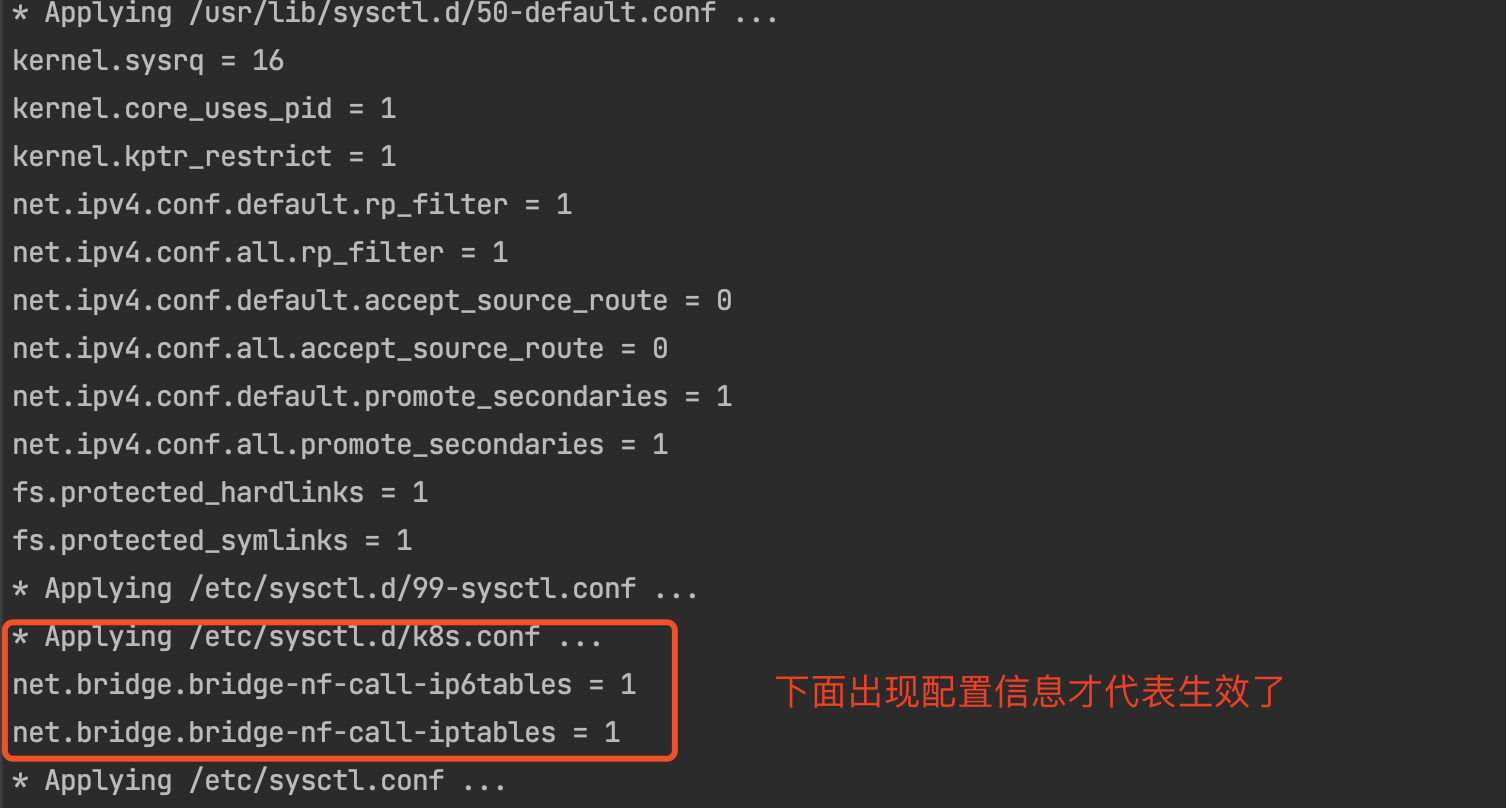 * Applying /usr/lib/sysctl.d/50-default.conf ...
kernel.sysrq = 16
kernel.core_uses_pid = 1
kernel.kptr_restrict = 1
net.ipv4.conf.default.rp_filter = 1
net.ipv4.conf.all.rp_filter = 1
net.ipv4.conf.default.accept_source_route = 0
net.ipv4.conf.all.accept_source_route = 0
net.ipv4.conf.default.promote_secondaries = 1
net.ipv4.conf.all.promote_secondaries = 1
fs.protected_hardlinks = 1
fs.protected_symlinks = 1
* Applying /etc/sysctl.d/99-sysctl.conf ...
* Applying /etc/sysctl.d/k8s.conf ...
net.bridge.bridge-nf-call-ip6tables = 1
下面出现配置信息才代表生效了
net.bridge.bridge-nf-call-iptables = 1
* Applying /etc/sysctl.conf ...